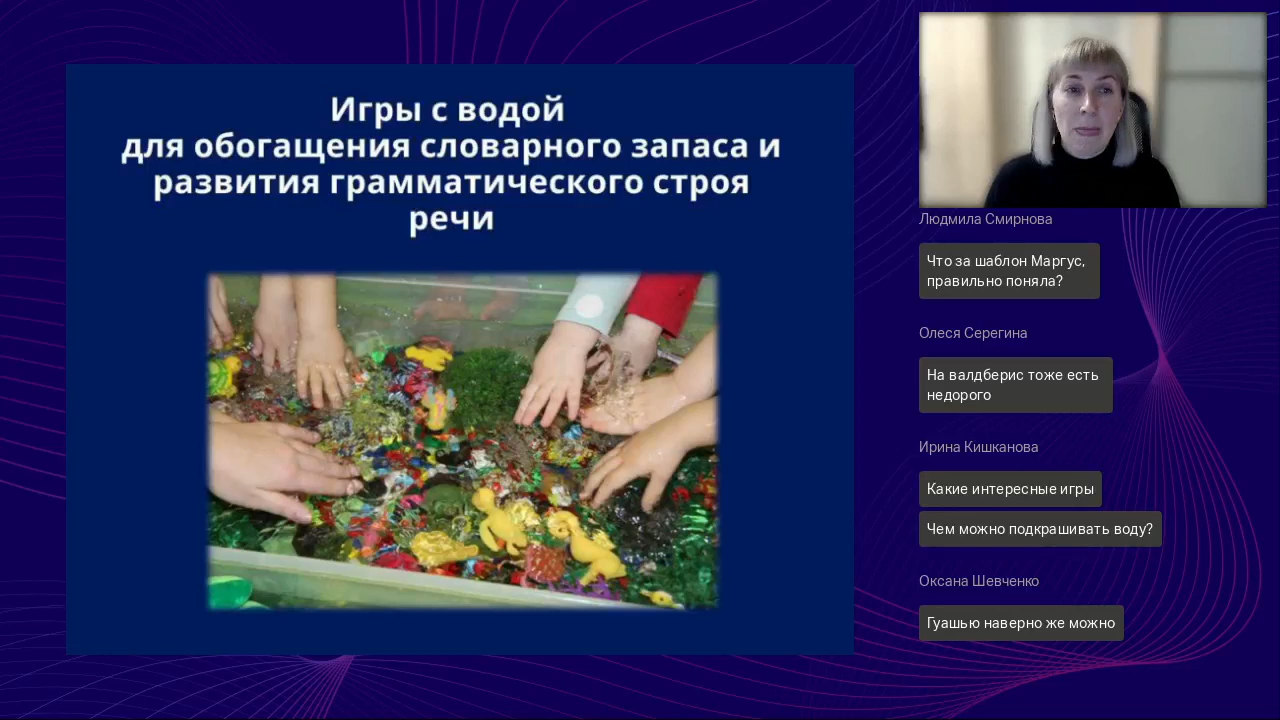 Игры с водой
для обогащения словарного запаса и
развития грамматического строя
речи
Людмила Смирнова
Что за шаблон Маргус,
правильно поняла?
Олеся Серегина
На валдберис тоже есть
недорого
Ирина Кишканова
Какие интересные игры
Чем можно подкрашивать воду?
Оксана Шевченко
Гуашью наверно же можно